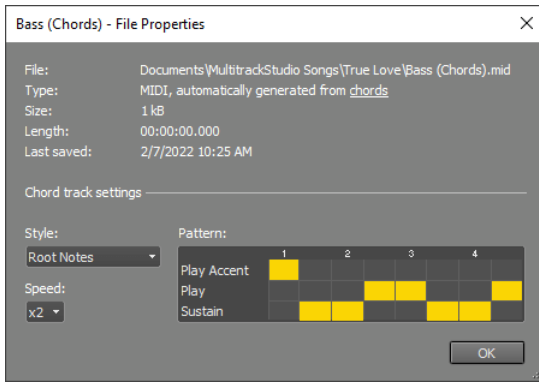 Bass (Chords) - File Properties
File: Documents\MultitrackStudio Songs\True Love\Bass (Chords).mid
Type: MIDI, automatically generated from chords
Size: 1 kB
Length: 00:00:00.000
Last saved: 2/7/2022 10:25 AM
Chord track settings
Style: Pattern:
Root Notes
1 2 3 4
Play Accent
Speed: Play
x2 Sustain
OK